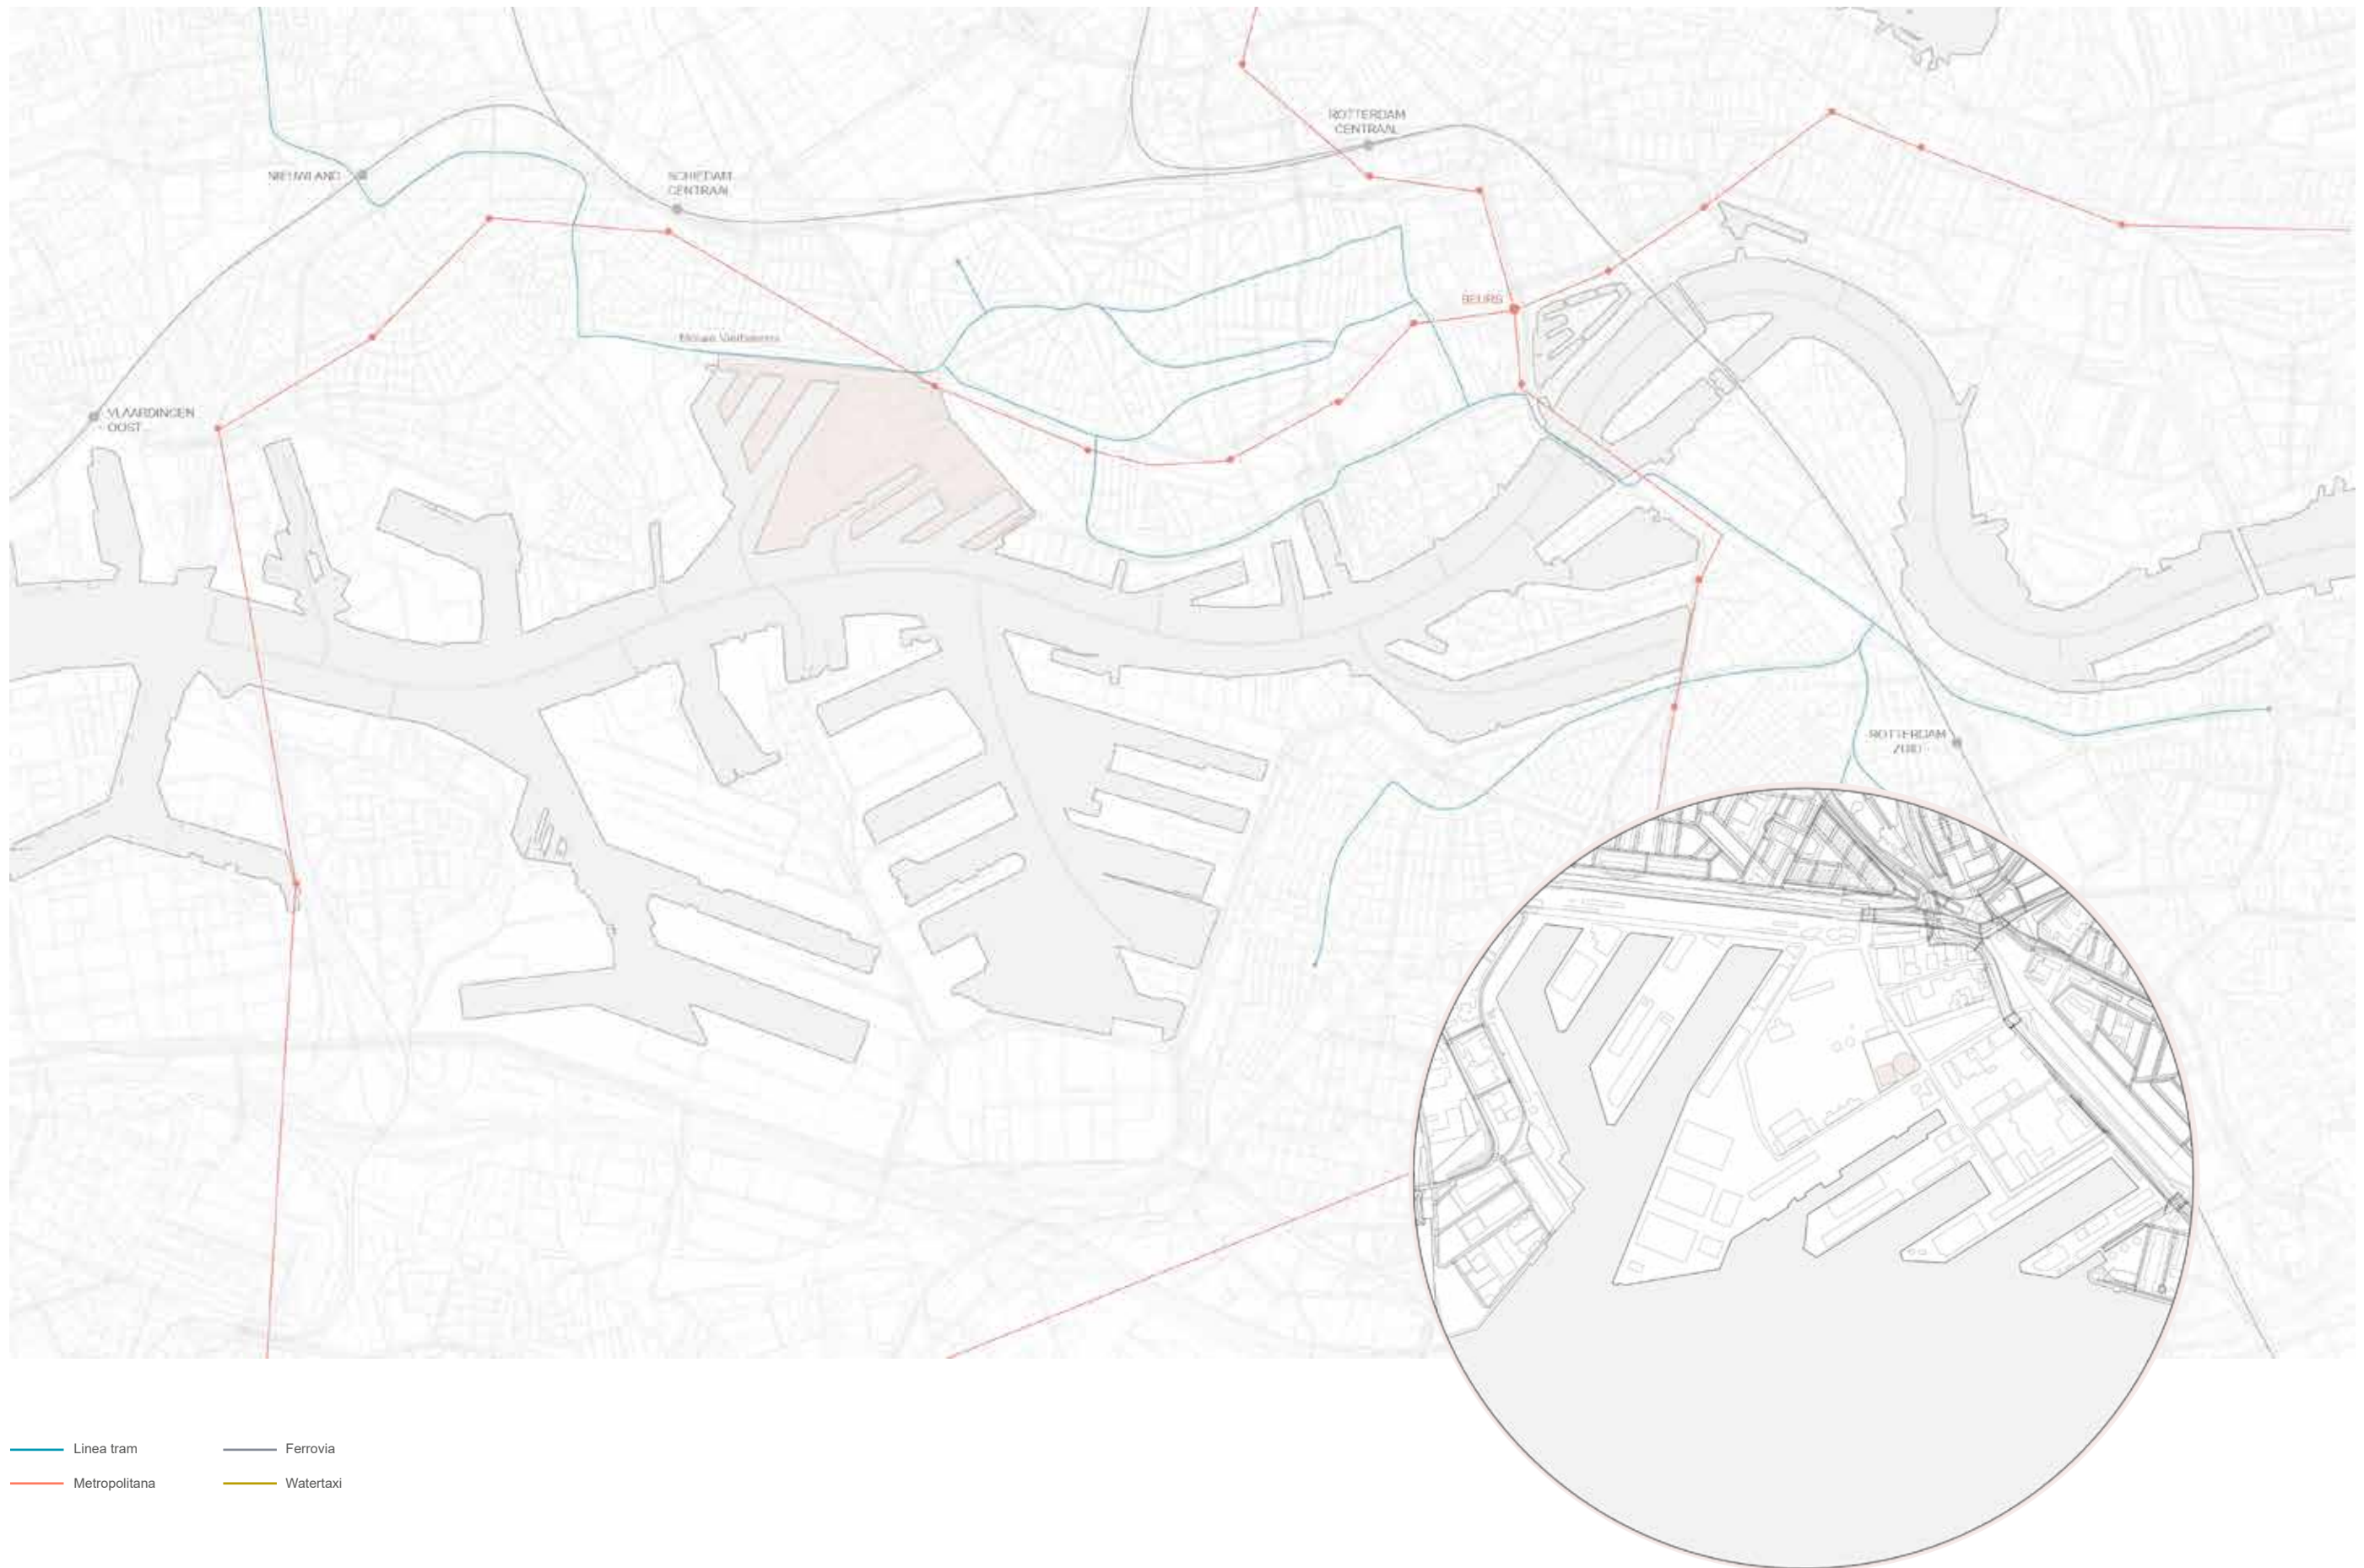 ROTTERDAM
CENTRAAL
NIEUWLAND
SCHIEDAM
CENTRAAL
BEURS
VLAARDINGEN
OOST
ROTTERDAM
ZUID
Linea tram
Ferrovia
Metropolitana
Watertaxi